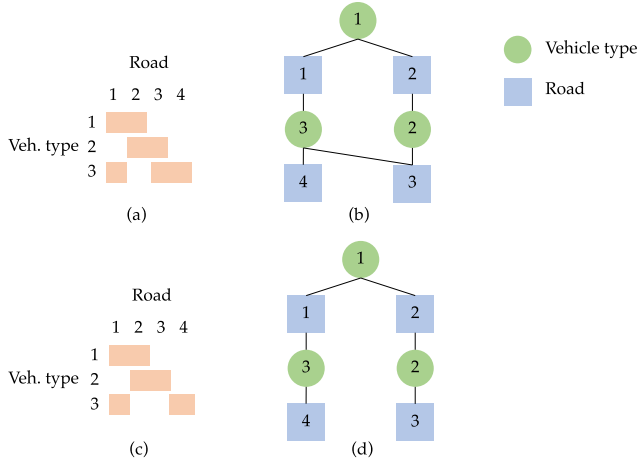 Road
1 2 3 4
1
Veh. type 2
3
(a)
1
1 2
3 2
4 3
(b)
Vehicle type
Road
Road
1 2 3 4
1
Veh. type 2
3
(c)
1
1 2
3 2
4 3
(d)